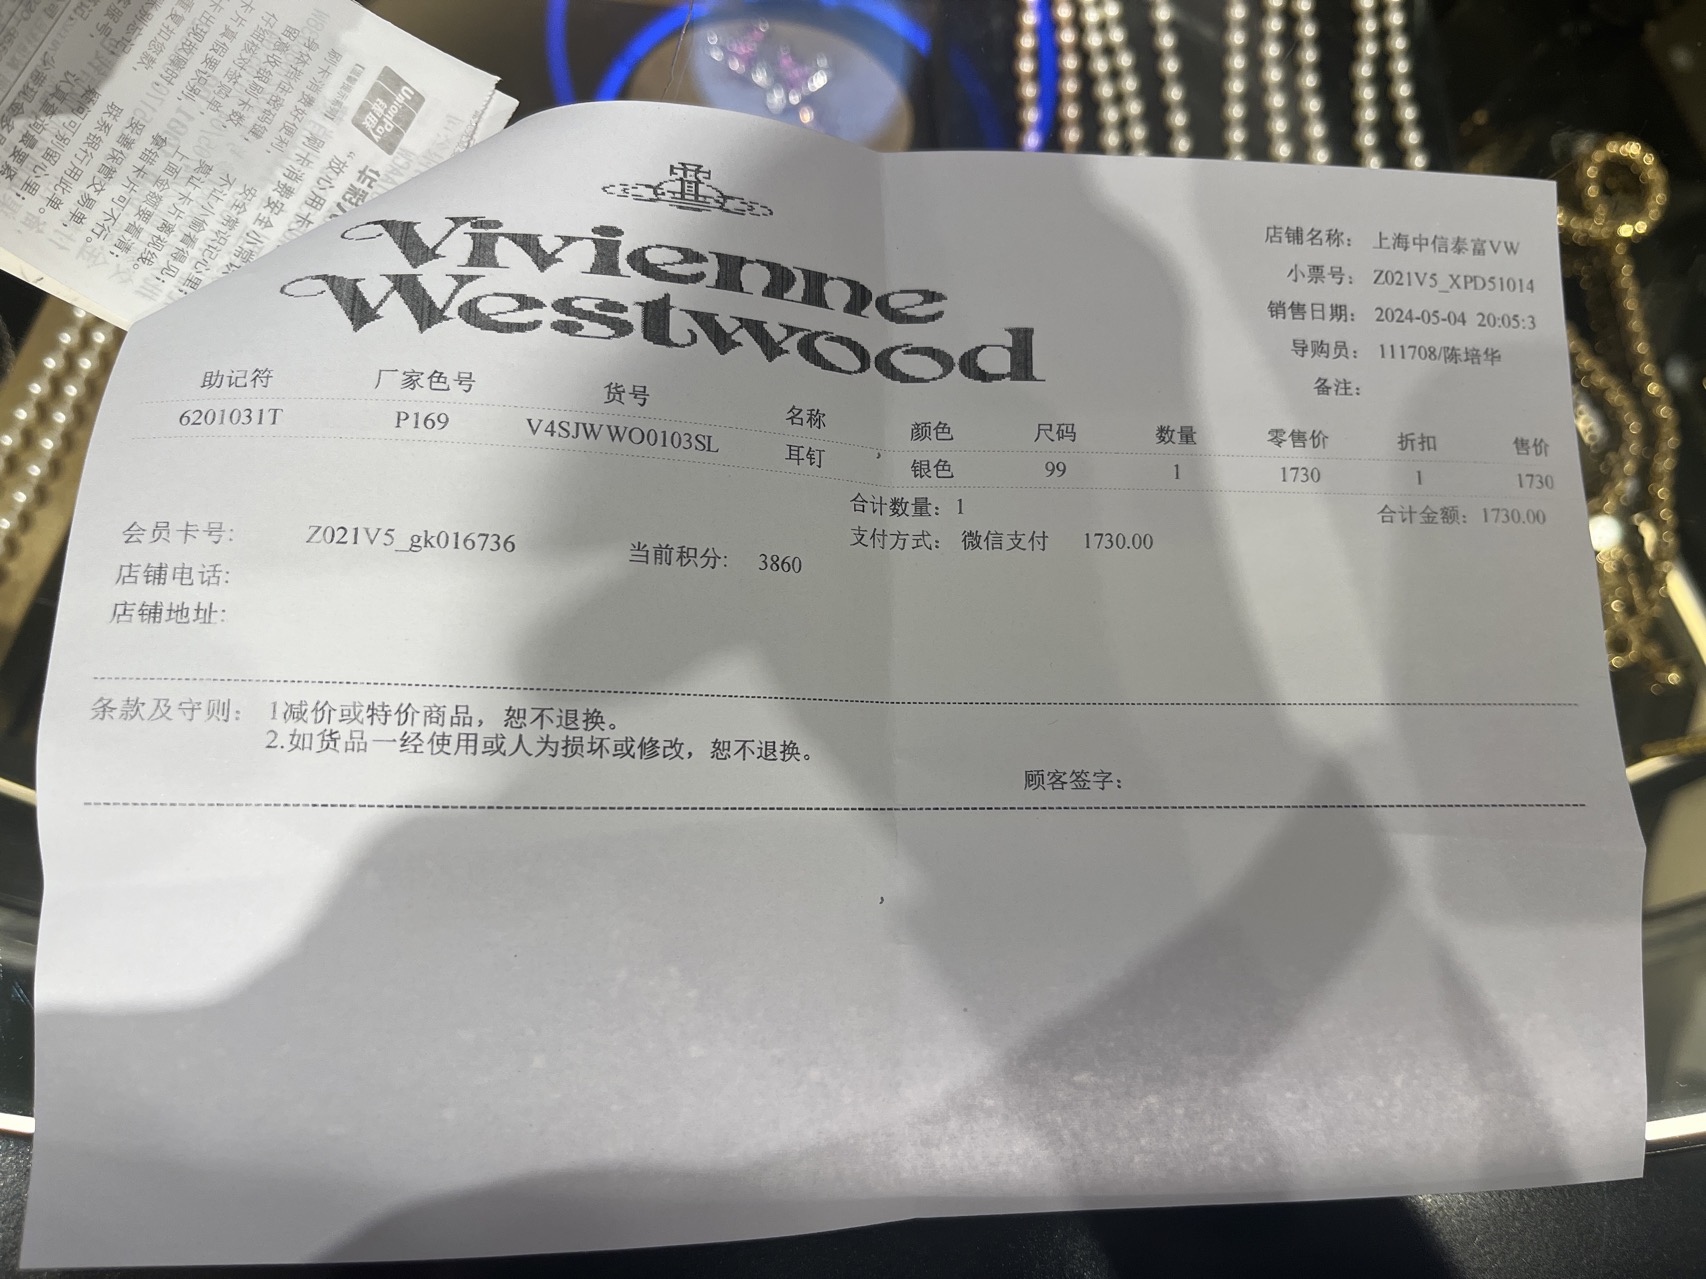 UnionPay
银联
Vivienne
Westwood
店铺名称： 上海中信泰富VW
小票号： Z021V5_XPD51014
销售日期： 2024-05-04 20:05:3
导购员： 111708/陈培华
备注：
助记符 厂家色号 货号 名称 颜色 尺码 数量 零售价 折扣 售价
6201031T P169 V4SJWWO0103SL 耳钉 银色 99 1 1730 1 1730
合计数量： 1 合计金额： 1730.00
支付方式： 微信支付 1730.00
会员卡号: Z021V5_gk016736 当前积分: 3860
店铺电话:
店铺地址:
条款及守则： 1减价或特价商品，恕不退换。
2.如货品一经使用或人为损坏或修改，恕不退换。
顾客签字：